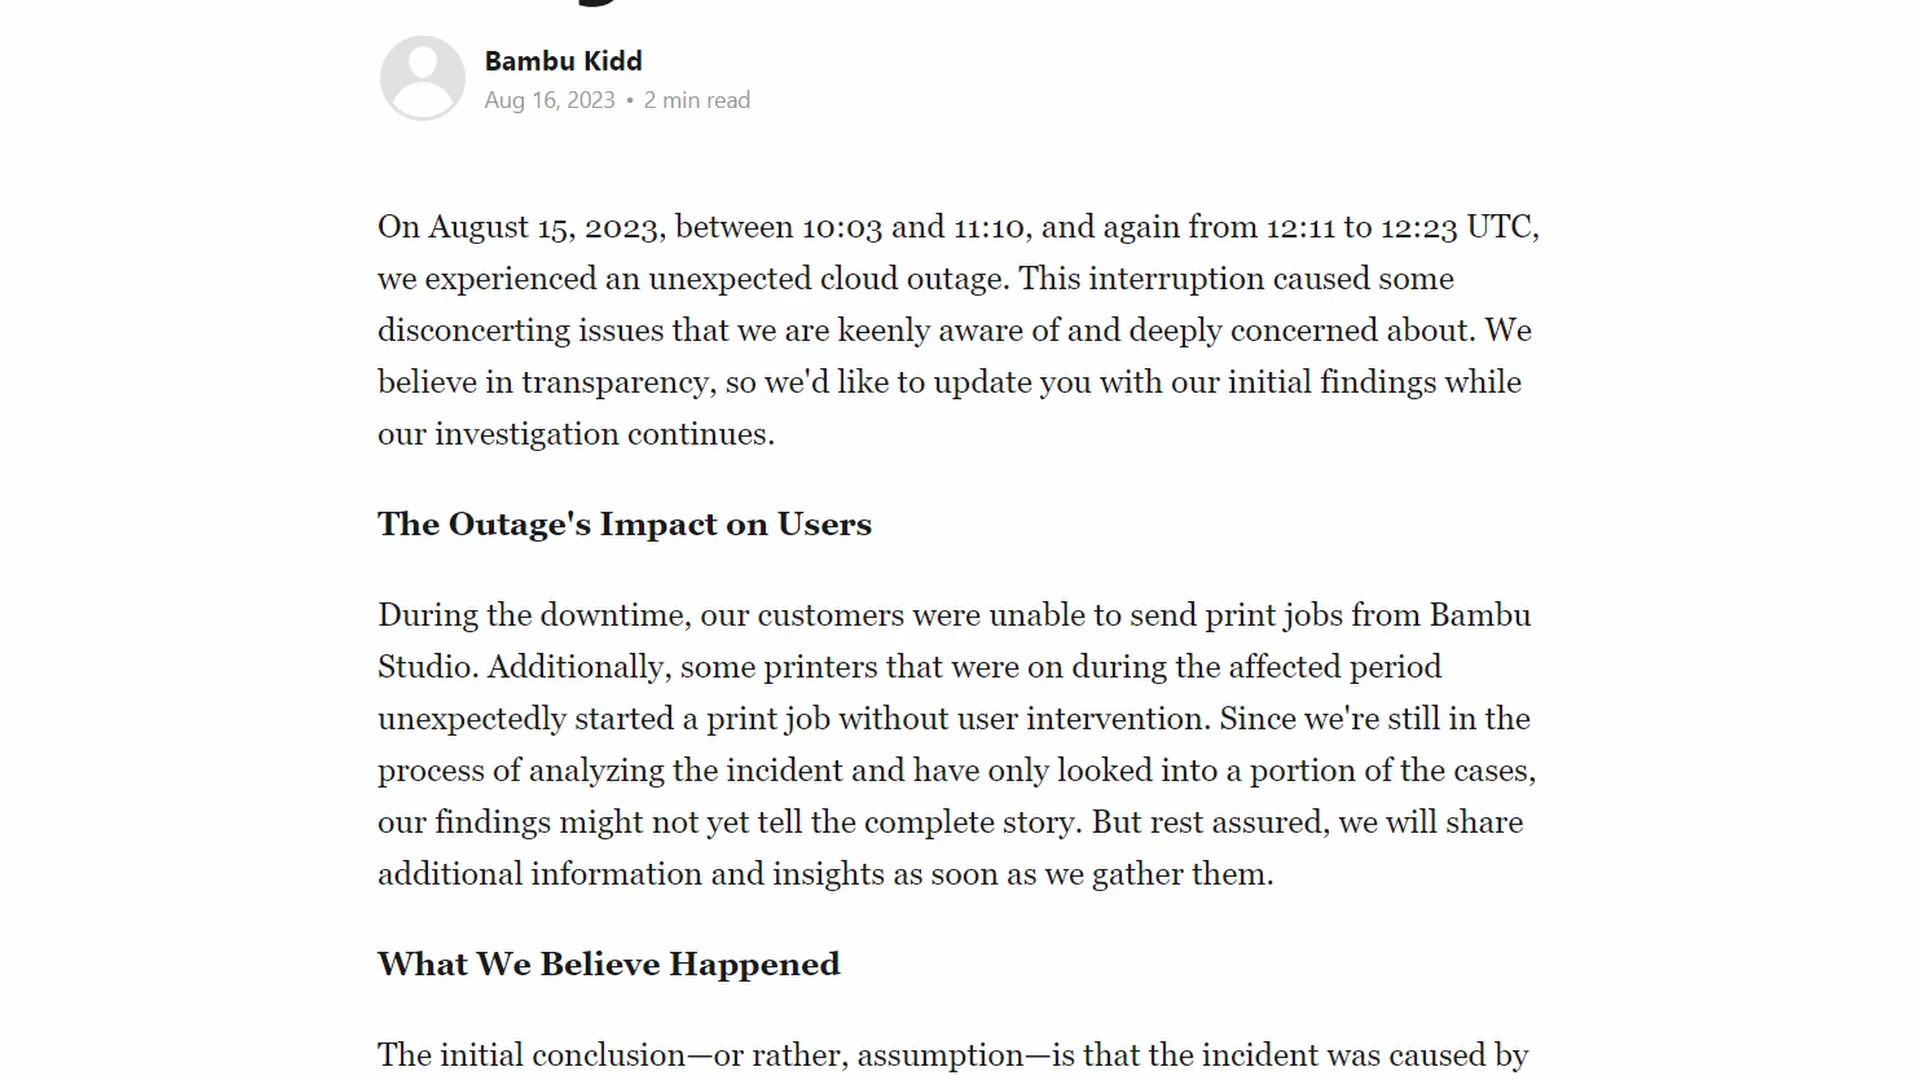 Bambu Kidd
Aug 16, 2023 • 2 min read
On August 15, 2023, between 10:03 and 11:10, and again from 12:11 to 12:23 UTC,
we experienced an unexpected cloud outage. This interruption caused some
disconcerting issues that we are keenly aware of and deeply concerned about. We
believe in transparency, so we'd like to update you with our initial findings while
our investigation continues.
The Outage's Impact on Users
During the downtime, our customers were unable to send print jobs from Bambu
Studio. Additionally, some printers that were on during the affected period
unexpectedly started a print job without user intervention. Since we're still in the
process of analyzing the incident and have only looked into a portion of the cases,
our findings might not yet tell the complete story. But rest assured, we will share
additional information and insights as soon as we gather them.
What We Believe Happened
The initial conclusion—or rather, assumption—is that the incident was caused by